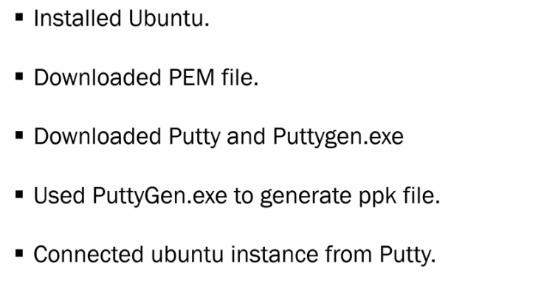 ▪ Installed Ubuntu.
▪ Downloaded PEM file.
▪ Downloaded Putty and Puttygen.exe
▪ Used PuttyGen.exe to generate ppk file.
▪ Connected ubuntu instance from Putty.